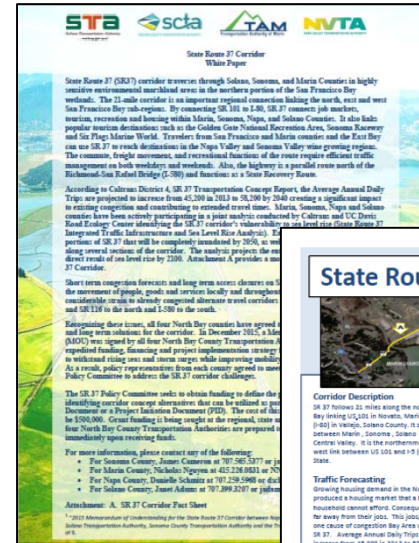 STA
Solano Transportation Authority
scta
TAM
Transportation Authority of Marin
NVTA
State Route 37 Corridor
White Paper
State Route 37 (SR37) corridor traverses through Solano, Sonoma, and Marin Counties in highly
sensitive environmental marshland areas in the northern portion of the San Francisco Bay
wetlands. The 21-mile corridor is an important regional connection linking the north, east and west
San Francisco Bay sub-regions. By connecting SR 101 to I-80, SR 37 connects job markets,
tourism, recreation and housing within Marin, Sonoma, Napa, and Solano Counties. It also links
popular tourism destinations such as the Golden Gate National Recreation Area, Sonoma Raceway
and Six Flags Marine World. Travelers from San Francisco and Marin counties and the East Bay
can use SR 37 to reach destinations in the Napa Valley and Sonoma Valley wine growing regions.
The commute, freight movement, and recreational functions of the route require efficient traffic
management on both weekdays and weekends. Also, the highway is a parallel route north of the
Richmond-San Rafael Bridge (I-580) and functions as a State Recovery Route.
According to Caltrans District 4, SR 37 Transportation Concept Report, the Average Annual Daily
Trips are projected to increase from 45,200 in 2013 to 58,200 by 2040 creating a significant impact
to existing congestion and contributing to extended travel times. Marin, Sonoma, Napa and Solano
counties have been actively participating in a joint analysis conducted by Caltrans and UC Davis
Road Ecology Center identifying the SR37 corridor's vulnerability to sea level rise (State Route 37
Integrated Traffic Infrastructure and Sea Level Rise Analysis). Ex
portions of SR 37 that will be completely inundated by 2050, as wel
along several sections of the corridor. The analysis projects the en
direct result of sea level rise by 2100. Attachment A provides a mo
37 Corridor.
Short term congestion forecasts and long term access closures on S
the movement of people, goods and services locally and throughou
considerable strain to already congested alternate travel corridors
and SR 116 to the north and I-580 to the south.
Recognizing these issues, all four North Bay counties have agreed t
and long term solutions for the corridor. In December 2015, a Me
(MOU) was signed by all four North County Transportation A
expedited funding, financing and project implementation strategy
to withstand rising seas and storm surges while improving mobility
As a result, policy representatives from each county agreed to meet
Policy Committee to address the SR 37 corridor challenges.
The SR 37 Policy Committee seeks to obtain funding to define the p
identifying corridor concept alternatives that can be utilized as par
Document or a Project Initiation Document (PID). The cost of this
be $500,000. Grant funding is being sought at the regional, state a
four North Bay County Transportation Authorities are prepared to
immediately upon receiving funds.
For more information, please contact any of the following:
• For Sonoma County, James Cameron at 707.565.5377 or ja
• For Marin County, Nicholas Nguyen at 415.226.0831 or NN
• For Napa County, Danielle Schmitz at 707.259.5968 or dsch
• For Solano County, Janet Adams at 707.399.3207 or jadam
Attachment: A. SR 37 Corridor Fact Sheet
State Rou
Corridor Description
SR 37 follows 21 miles along the no
Bay linking US 101 in Novato, Marin
(I-80) in Vallejo, Solano County. It s
between Marin, Sonoma, Solano
Central Valley. It is the northernm
west link between US 101 and I-5 (
State.
Traffic Forecasting
Growing housing demand in the No
produced a housing market that a
household cannot afford. Consequ
far away from their jobs. This jobs
one cause of congestion Bay Area
SR 37. Average Annual Daily Trips